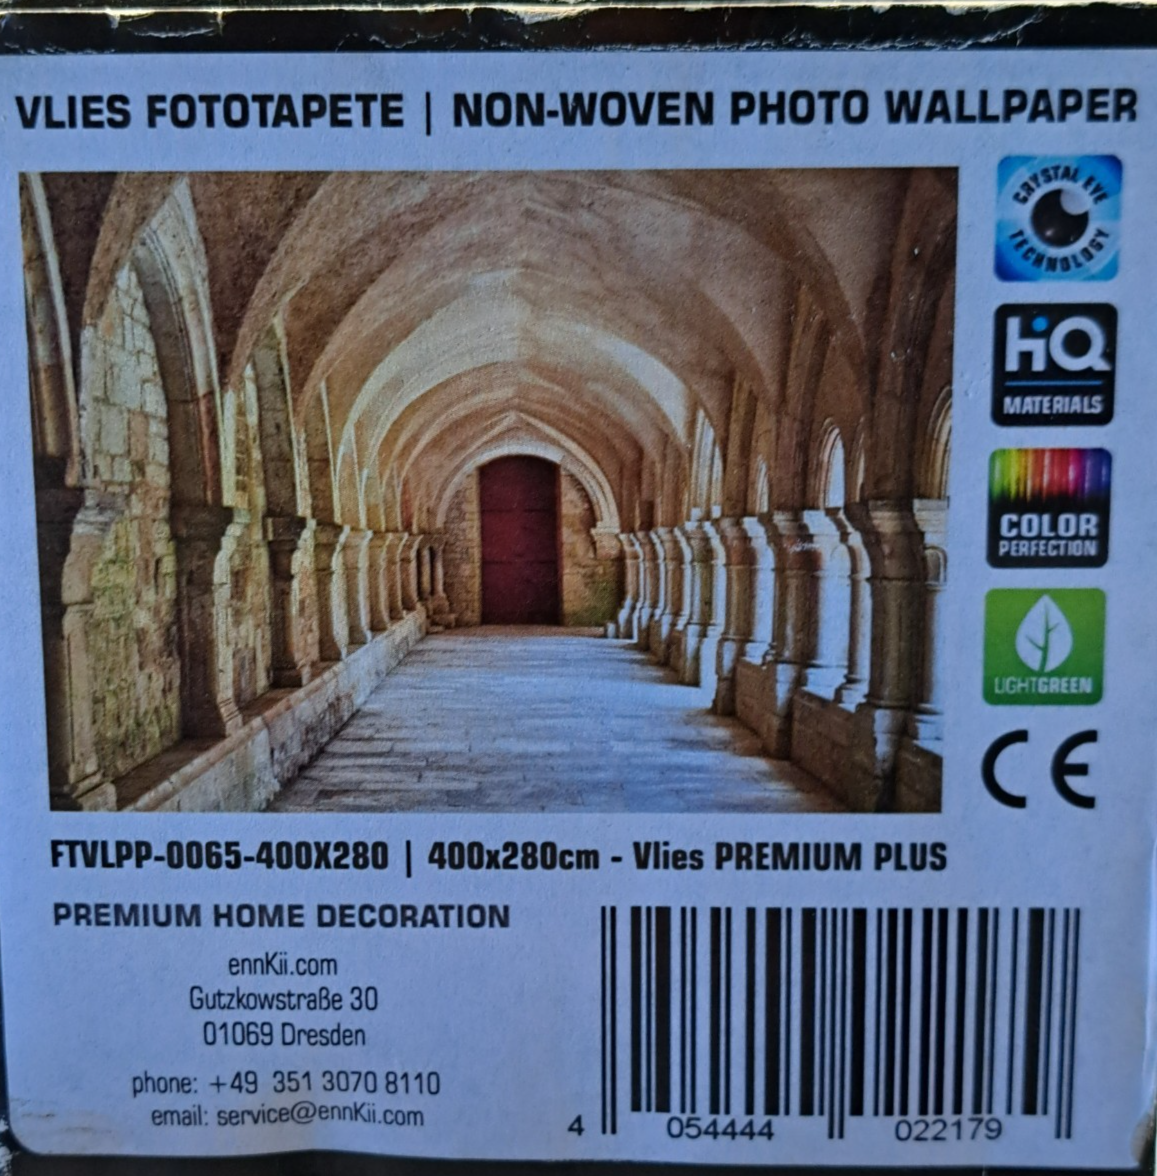 VLIES FOTOTAPETE | NON-WOVEN PHOTO WALLPAPER
CRYSTAL EYE
TECHNOLOGY
HiQ
MATERIALS
COLOR
PERFECTION
LIGHTGREEN
CE
FTVLPP-0065-400X280 | 400x280cm - Vlies PREMIUM PLUS
PREMIUM HOME DECORATION
ennKii.com
Gutzkowstraße 30
01069 Dresden
phone: +49 351 3070 8110
email: service@ennKii.com
4 054444 022179